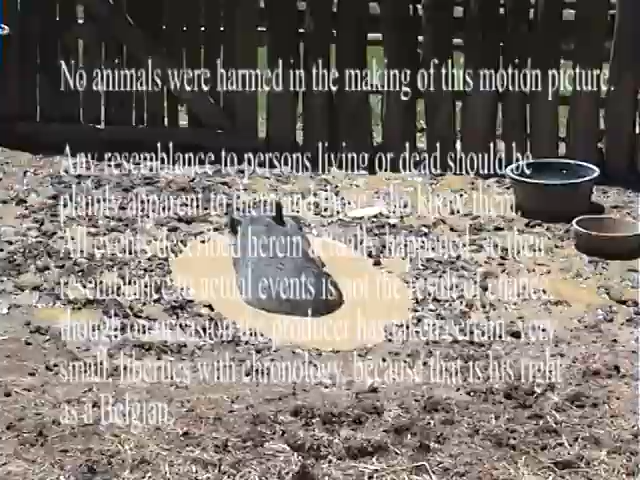 No animals were harmed in the making of this motion picture.
Any resemblance to persons living or dead should be
plainly apparent to them and those who know them.
All events described herein actually happened, so their
resemblance to actual events is not the result of chance,
though on occasion the producer has taken certain, very
small, liberties with chronology, because that is his right
as a Belgian.